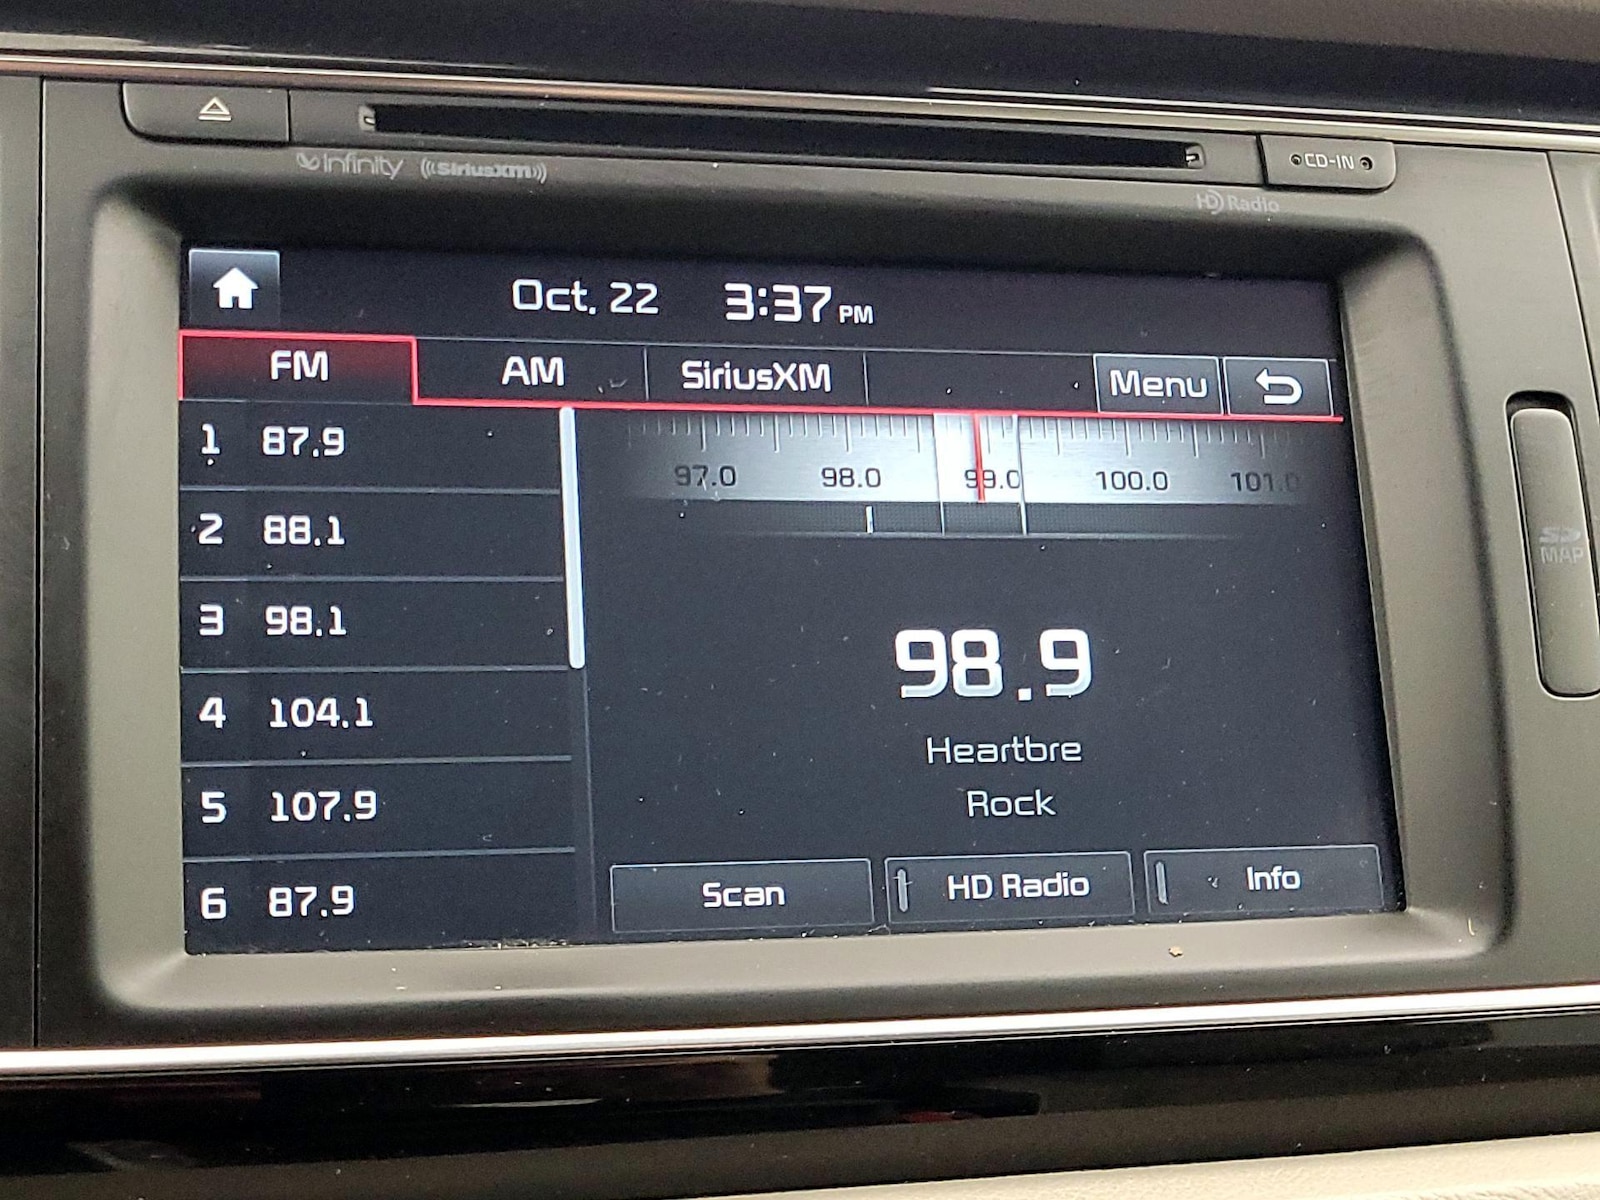 infinity ((SiriusXM))
CD-IN
HD Radio
Oct. 22 3:37 PM
FM AM SiriusXM Menu
1 87.9
2 88.1
3 98.1
4 104.1
5 107.9
6 87.9
97.0 98.0 99.0 100.0 101.0
98.9
Heartbre
Rock
Scan HD Radio Info
SD
MAP